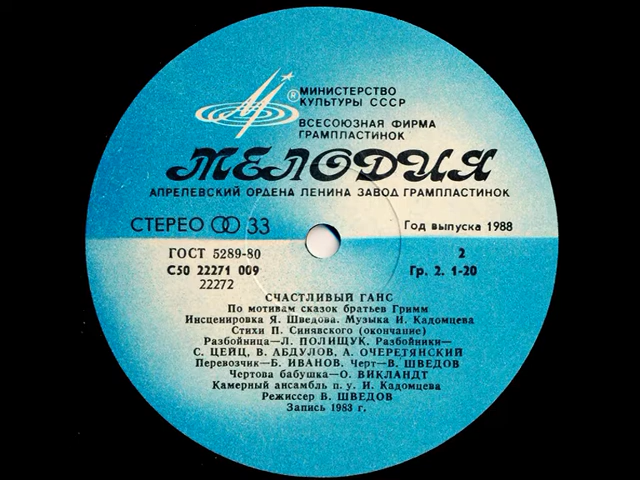 ®МИНИСТЕРСТВО
КУЛЬТУРЫ СССР
ВСЕСОЮЗНАЯ ФИРМА
ГРАМПЛАСТИНОК
МЕЛОДИЯ
АПРЕЛЕВСКИЙ ОРДЕНА ЛЕНИНА ЗАВОД ГРАМПЛАСТИНОК
СТЕРЕО 33
Год выпуска 1988
ГОСТ 5289-80
2
С50 22271 009
Гр. 2. 1-20
22272
СЧАСТЛИВЫЙ ГАНС
По мотивам сказок братьев Гримм
Инсценировка Я. Шведова. Музыка И. Кадомцева
Стихи П. Синявского (окончание)
Разбойница—Л. ПОЛИЩУК. Разбойники—
С. ЦЕЙЦ, В. АБДУЛОВ, А. ОЧЕРЕТЯНСКИЙ
Перевозчик—Б. ИВАНОВ. Черт—В. ШВЕДОВ
Чертова бабушка—О. ВИКЛАНДТ
Камерный ансамбль п. у. И. Кадомцева
Режиссер В. ШВЕДОВ
Запись 1983 г.